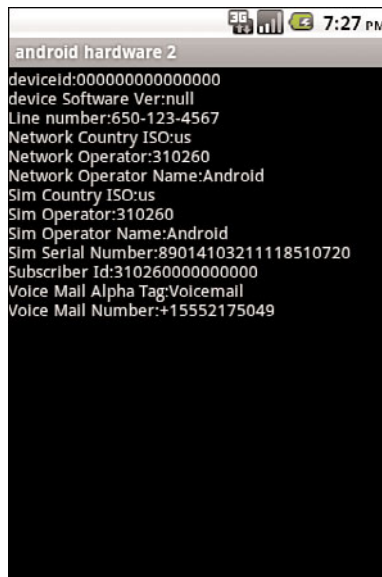 3G 7:27 PM
android hardware 2
deviceid:000000000000000
device Software Ver:null
Line number:650-123-4567
Network Country ISO:us
Network Operator:310260
Network Operator Name:Android
Sim Country ISO:us
Sim Operator:310260
Sim Operator Name:Android
Sim Serial Number:89014103211118510720
Subscriber Id:310260000000000
Voice Mail Alpha Tag:Voicemail
Voice Mail Number:+15552175049